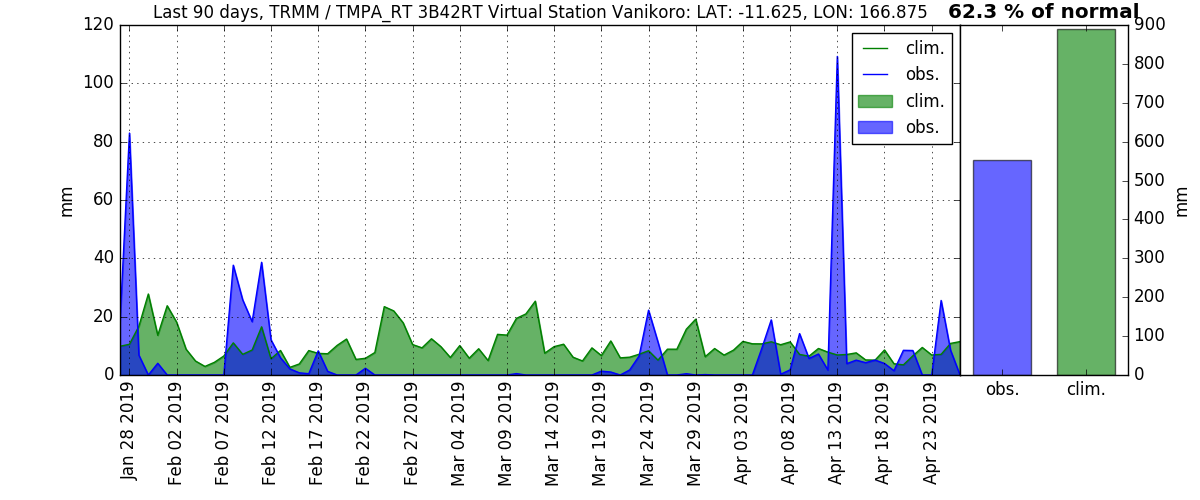 Last 90 days, TRMM / TMPA_RT 3B42RT Virtual Station Vanikoro: LAT: -11.625, LON: 166.875
62.3 % of normal
120
100
80
60
40
20
0
mm
clim.
obs.
clim.
obs.
900
800
700
600
500
400
300
200
100
0
mm
Jan 28 2019
Feb 02 2019
Feb 07 2019
Feb 12 2019
Feb 17 2019
Feb 22 2019
Feb 27 2019
Mar 04 2019
Mar 09 2019
Mar 14 2019
Mar 19 2019
Mar 24 2019
Mar 29 2019
Apr 03 2019
Apr 08 2019
Apr 13 2019
Apr 18 2019
Apr 23 2019
obs.
clim.